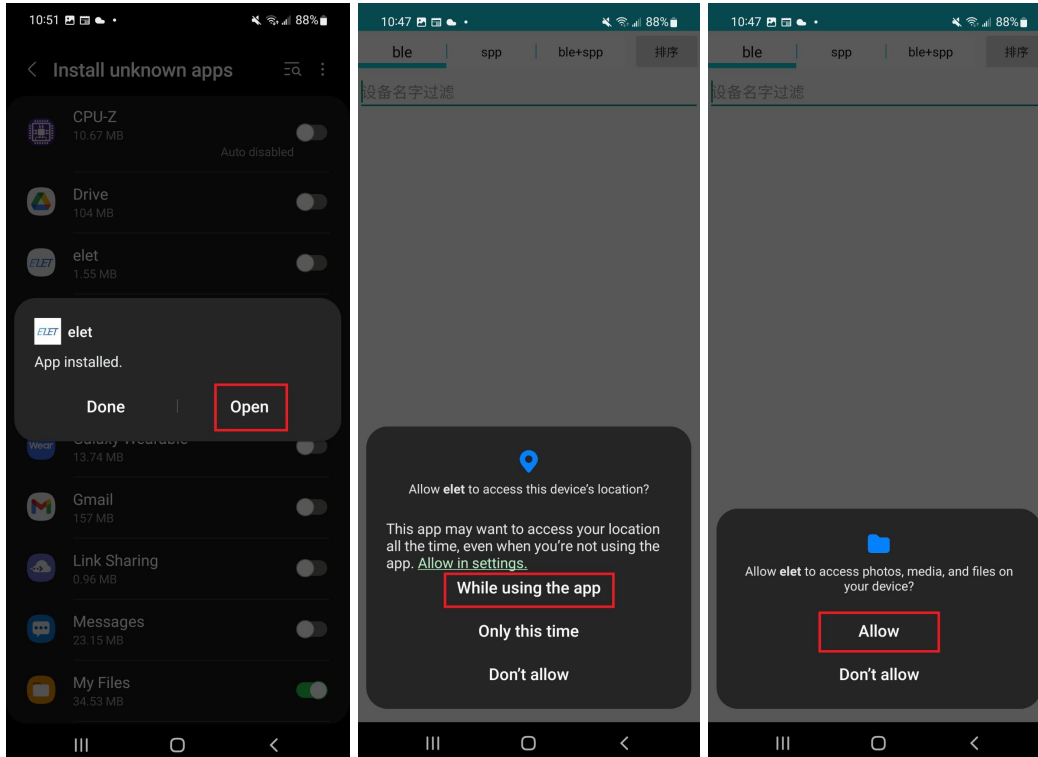 10:51
88%
Install unknown apps
CPU-Z
10.67 MB
Auto disabled
Drive
104 MB
ELET
elet
1.55 MB
ELET elet
App installed.
Done
Open
Wear
Galaxy Wearable
13.74 MB
Gmail
157 MB
Link Sharing
0.96 MB
Messages
23.15 MB
My Files
34.53 MB
10:47
88%
ble
spp
ble+spp
排序
设备名字过滤
Allow elet to access this device's location?
This app may want to access your location
all the time, even when you're not using the
app. Allow in settings.
While using the app
Only this time
Don't allow
10:47
88%
ble
spp
ble+spp
排序
设备名字过滤
Allow elet to access photos, media, and files on
your device?
Allow
Don't allow